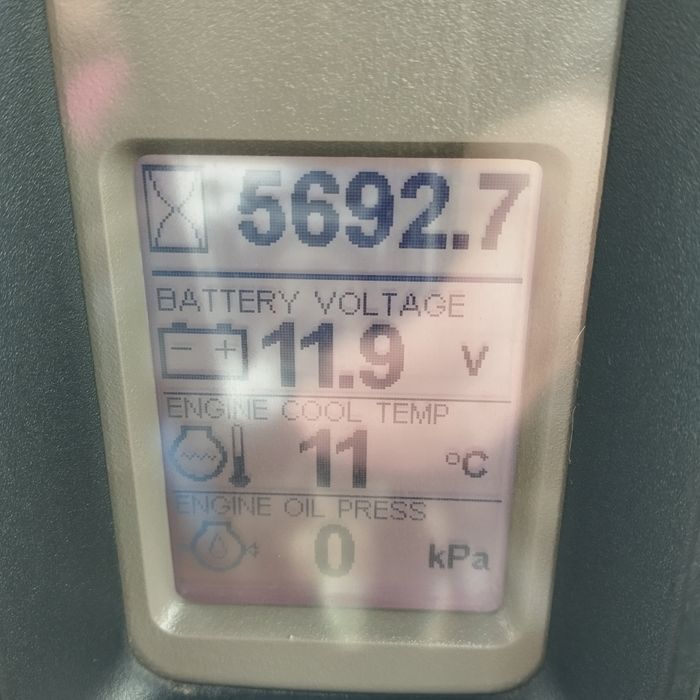 5692.7
BATTERY VOLTAGE
- + 11.9 V
ENGINE COOL TEMP
11 °C
ENGINE OIL PRESS
0 kPa